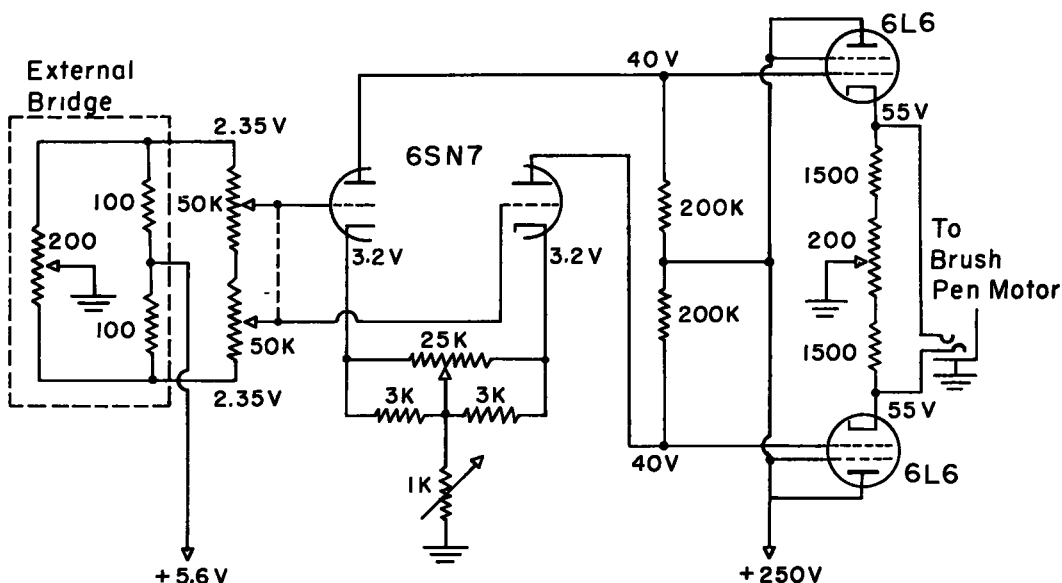 6L6
External
Bridge
40V
55V
2.35V
6SN7
1500
100
50K
200K
200
3.2V
3.2V
200
To
Brush
Pen Motor
100
50K
200K
25K
1500
2.35V
3K
3K
55V
40V
6L6
1K
+5.6V
+250V